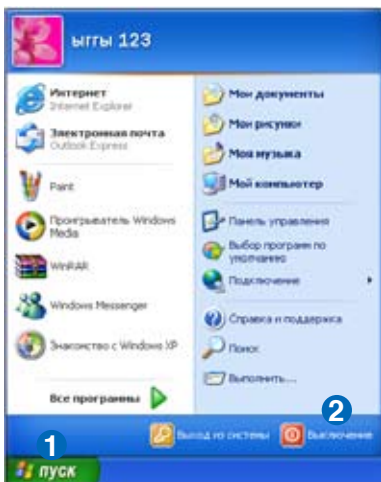 ыггы 123
Интернет
Internet Explorer
Электронная почта
Outlook Express
Paint
Проигрыватель Windows
Media
WinRAR
Windows Messenger
Знакомство с Windows XP
Все программы
Мои документы
Мои рисунки
Моя музыка
Мой компьютер
Панель управления
Выбор программ по
умолчанию
Подключение
Справка и поддержка
Поиск
Выполнить...
2
Выход из системы
Выключение
1
пуск